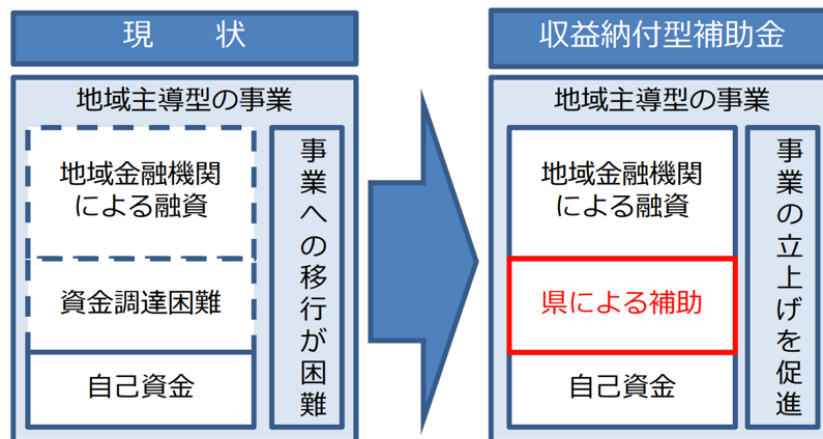 現　状
地域主導型の事業
地域金融機関
による融資
資金調達困難
自己資金
事業への移行が困難
収益納付型補助金
地域主導型の事業
地域金融機関
による融資
県による補助
自己資金
事業の立上げを促進